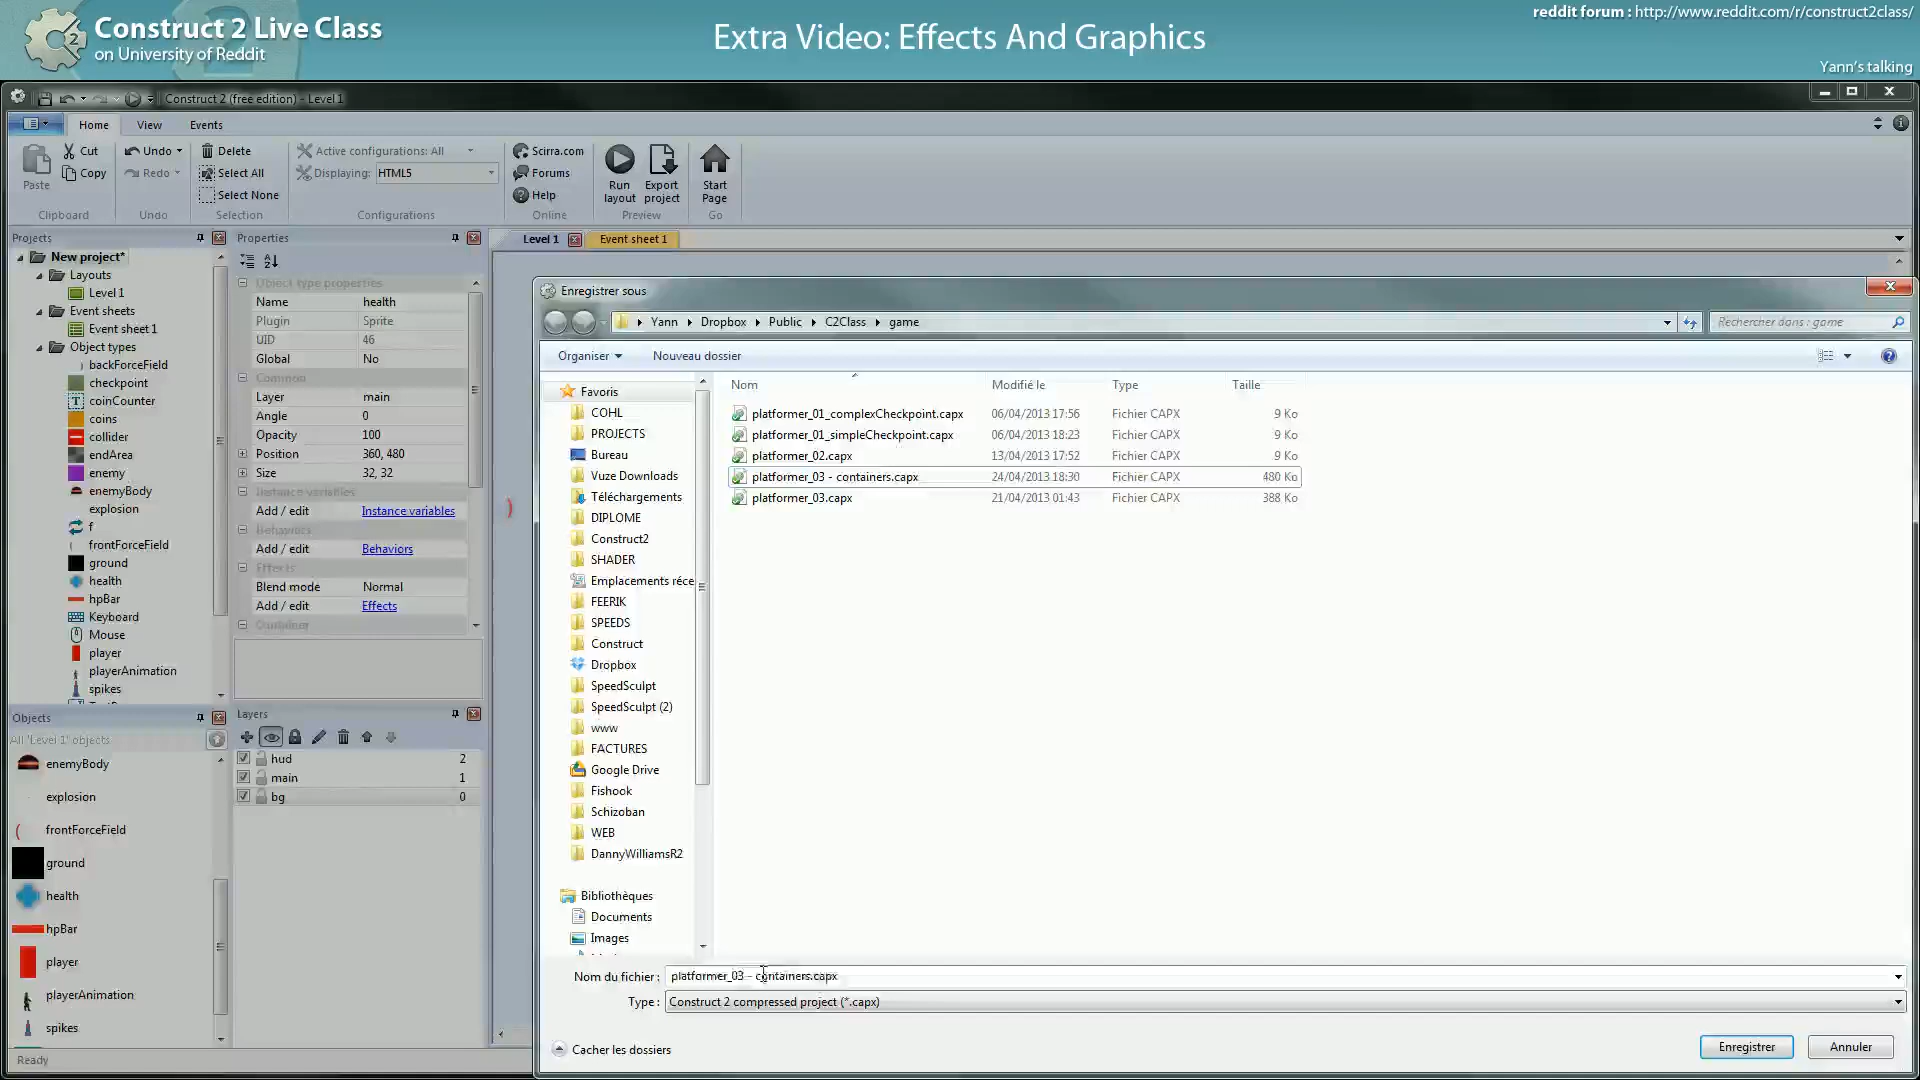 Construct 2 Live Class
on University of Reddit
Extra Video: Effects And Graphics
reddit forum : http://www.reddit.com/r/construct2class/
Yann's talking
Construct 2 (free edition) - Level 1
Home
View
Events
Paste
Cut
Copy
Clipboard
Undo
Redo
Undo
Delete
Select All
Select None
Selection
Active configurations: All
Displaying: HTML5
Configurations
Scirra.com
Forums
Help
Online
Run layout
Export project
Preview
Start Page
Go
Projects
New project*
Layouts
Level 1
Event sheets
Event sheet 1
Object types
backForceField
checkpoint
coinCounter
coins
collider
endArea
enemy
enemyBody
explosion
f
frontForceField
ground
health
hpBar
Keyboard
Mouse
player
playerAnimation
spikes
Properties
Object type properties
Name health
Plugin Sprite
UID 46
Global No
Common
Layer main
Angle 0
Opacity 100
Position 360, 480
Size 32, 32
Instance variables
Add / edit Instance variables
Behaviors
Add / edit Behaviors
Effects
Blend mode Normal
Add / edit Effects
Container
Objects
All 'Level 1' objects
enemyBody
explosion
frontForceField
ground
health
hpBar
player
playerAnimation
spikes
Ready
Layers
hud 2
main 1
bg 0
Level 1
Event sheet 1
Enregistrer sous
Yann Dropbox Public C2Class game
Rechercher dans : game
Organiser
Nouveau dossier
Favoris
COHL
PROJECTS
Bureau
Vuze Downloads
Téléchargements
DIPLOME
Construct2
SHADER
Emplacements réce
FEERIK
SPEEDS
Construct
Dropbox
SpeedSculpt
SpeedSculpt (2)
www
FACTURES
Google Drive
Fishook
Schizoban
WEB
DannyWilliamsR2
Bibliothèques
Documents
Images
Nom Modifié le Type Taille
platformer_01_complexCheckpoint.capx 06/04/2013 17:56 Fichier CAPX 9 Ko
platformer_01_simpleCheckpoint.capx 06/04/2013 18:23 Fichier CAPX 9 Ko
platformer_02.capx 13/04/2013 17:52 Fichier CAPX 9 Ko
platformer_03 - containers.capx 24/04/2013 18:30 Fichier CAPX 480 Ko
platformer_03.capx 21/04/2013 01:43 Fichier CAPX 388 Ko
Nom du fichier : platformer_03 - containers.capx
Type : Construct 2 compressed project (*.capx)
Cacher les dossiers
Enregistrer
Annuler